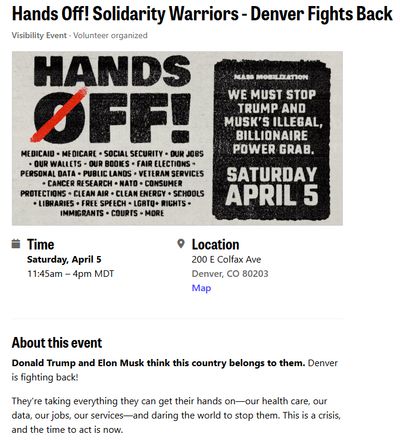 Hands Off! Solidarity Warriors - Denver Fights Back
Visibility Event · Volunteer organized
HANDS
OFF!
MEDICAID • MEDICARE • SOCIAL SECURITY • OUR JOBS
• OUR WALLETS • OUR BODIES • FAIR ELECTIONS •
PERSONAL DATA • PUBLIC LANDS • VETERAN SERVICES
• CANCER RESEARCH • NATO • CONSUMER
PROTECTIONS • CLEAN AIR • CLEAN ENERGY • SCHOOLS
• LIBRARIES • FREE SPEECH • LGBTQ+ RIGHTS •
IMMIGRANTS • COURTS • MORE
MASS MOBILIZATION
WE MUST STOP
TRUMP AND
MUSK'S ILLEGAL,
BILLIONAIRE
POWER GRAB.
SATURDAY
APRIL 5
Time
Saturday, April 5
11:45am – 4pm MDT
Location
200 E Colfax Ave
Denver, CO 80203
Map
About this event
Donald Trump and Elon Musk think this country belongs to them. Denver
is fighting back!
They're taking everything they can get their hands on—our health care, our
data, our jobs, our services—and daring the world to stop them. This is a crisis,
and the time to act is now.